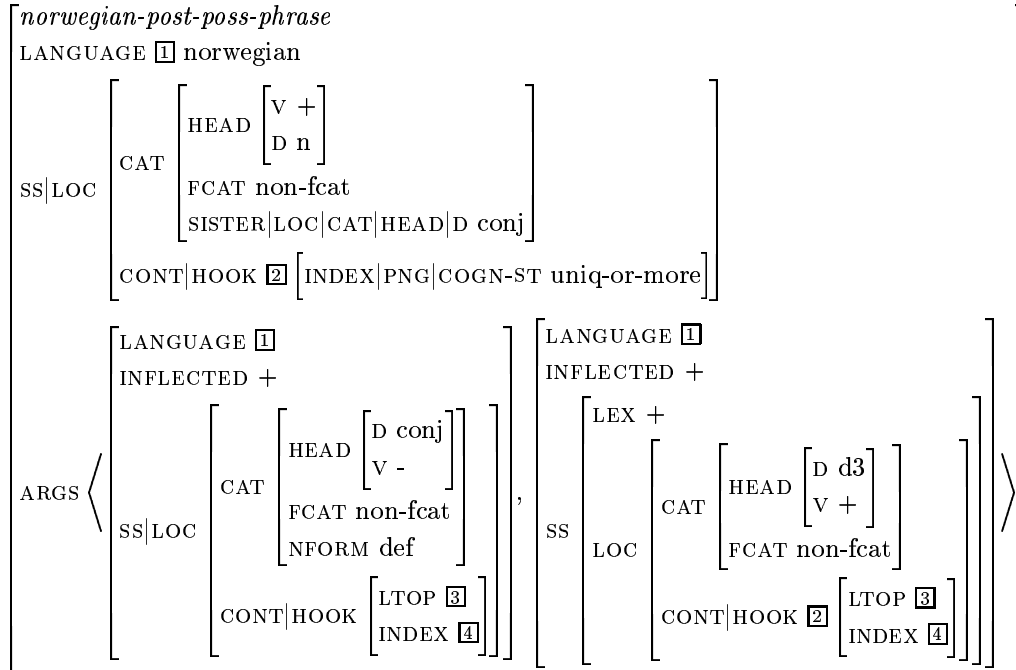 norwegian-post-poss-phrase
LANGUAGE 1 norwegian
SS|LOC
CAT
HEAD
V +
D n
FCAT non-fcat
SISTER|LOC|CAT|HEAD|D conj
CONT|HOOK 2 [INDEX|PNG|COGN-ST uniq-or-more]
ARGS ⟨
LANGUAGE 1
INFLECTED +
SS|LOC
CAT
HEAD
D conj
V -
FCAT non-fcat
NFORM def
CONT|HOOK
LTOP 3
INDEX 4
,
LANGUAGE 1
INFLECTED +
SS
LEX +
LOC
CAT
HEAD
D d3
V +
FCAT non-fcat
CONT|HOOK 2
LTOP 3
INDEX 4
⟩